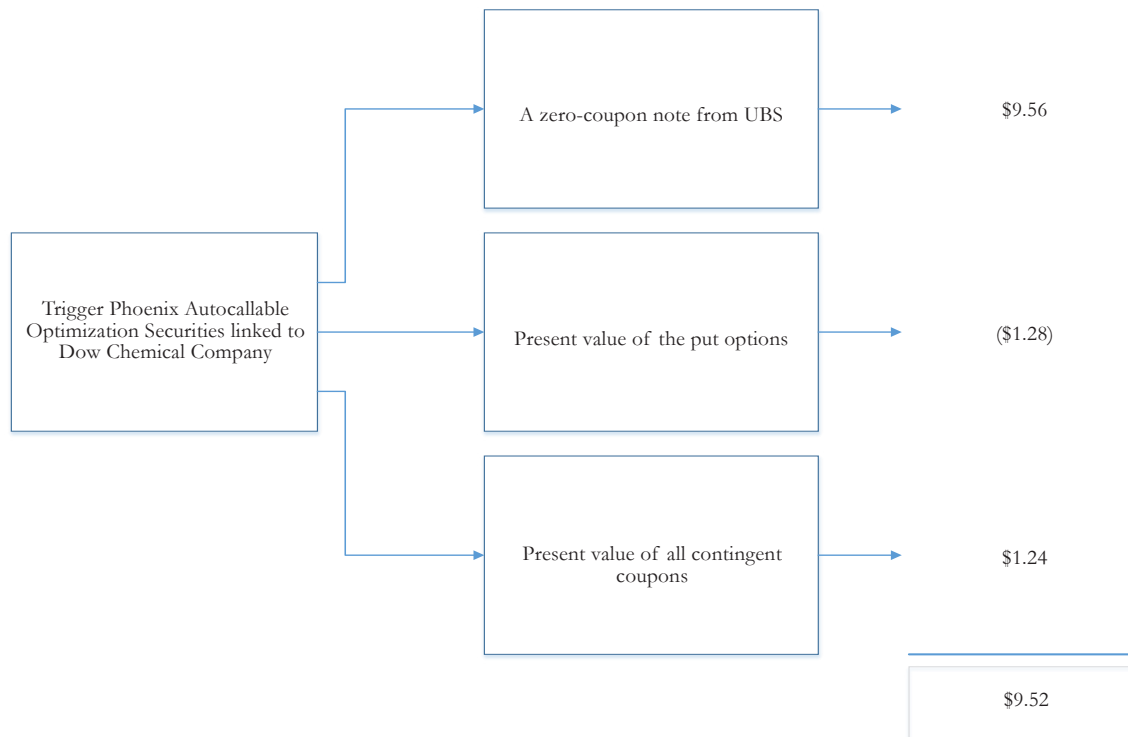 A zero-coupon note from UBS
$9.56
Trigger Phoenix Autocallable
Optimization Securities linked to
Dow Chemical Company
Present value of the put options
($1.28)
Present value of all contingent
coupons
$1.24
$9.52